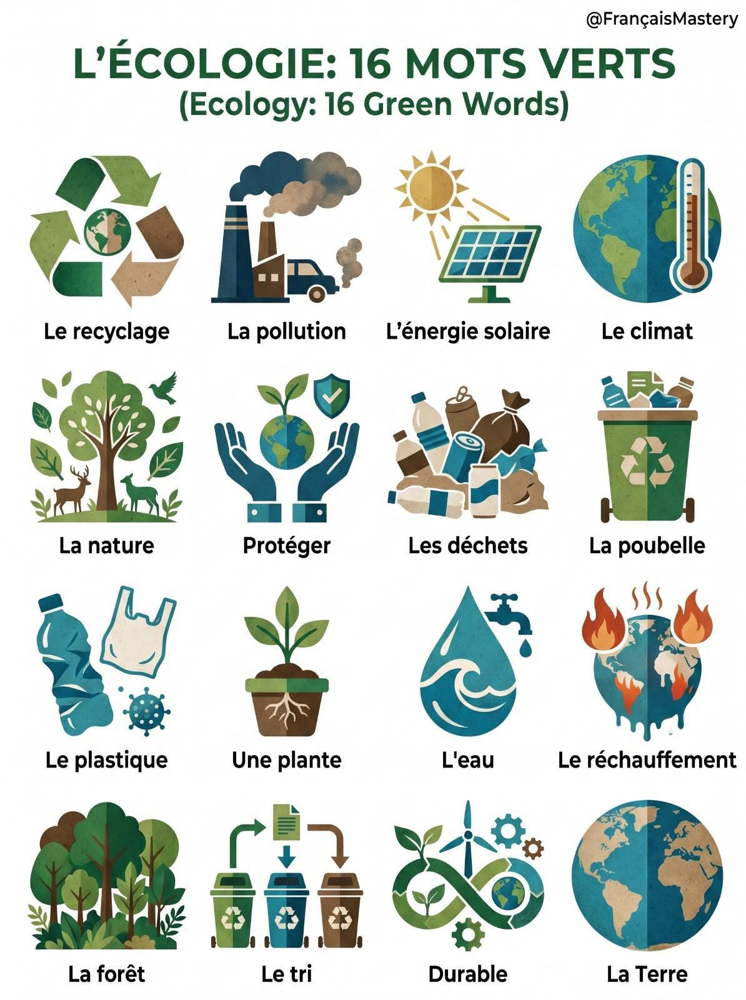 @FrançaisMastery
L’ÉCOLOGIE: 16 MOTS VERTS
(Ecology: 16 Green Words)
Le recyclage
La pollution
L’énergie solaire
Le climat
La nature
Protéger
Les déchets
La poubelle
Le plastique
Une plante
L'eau
Le réchauffement
La forêt
Le tri
Durable
La Terre